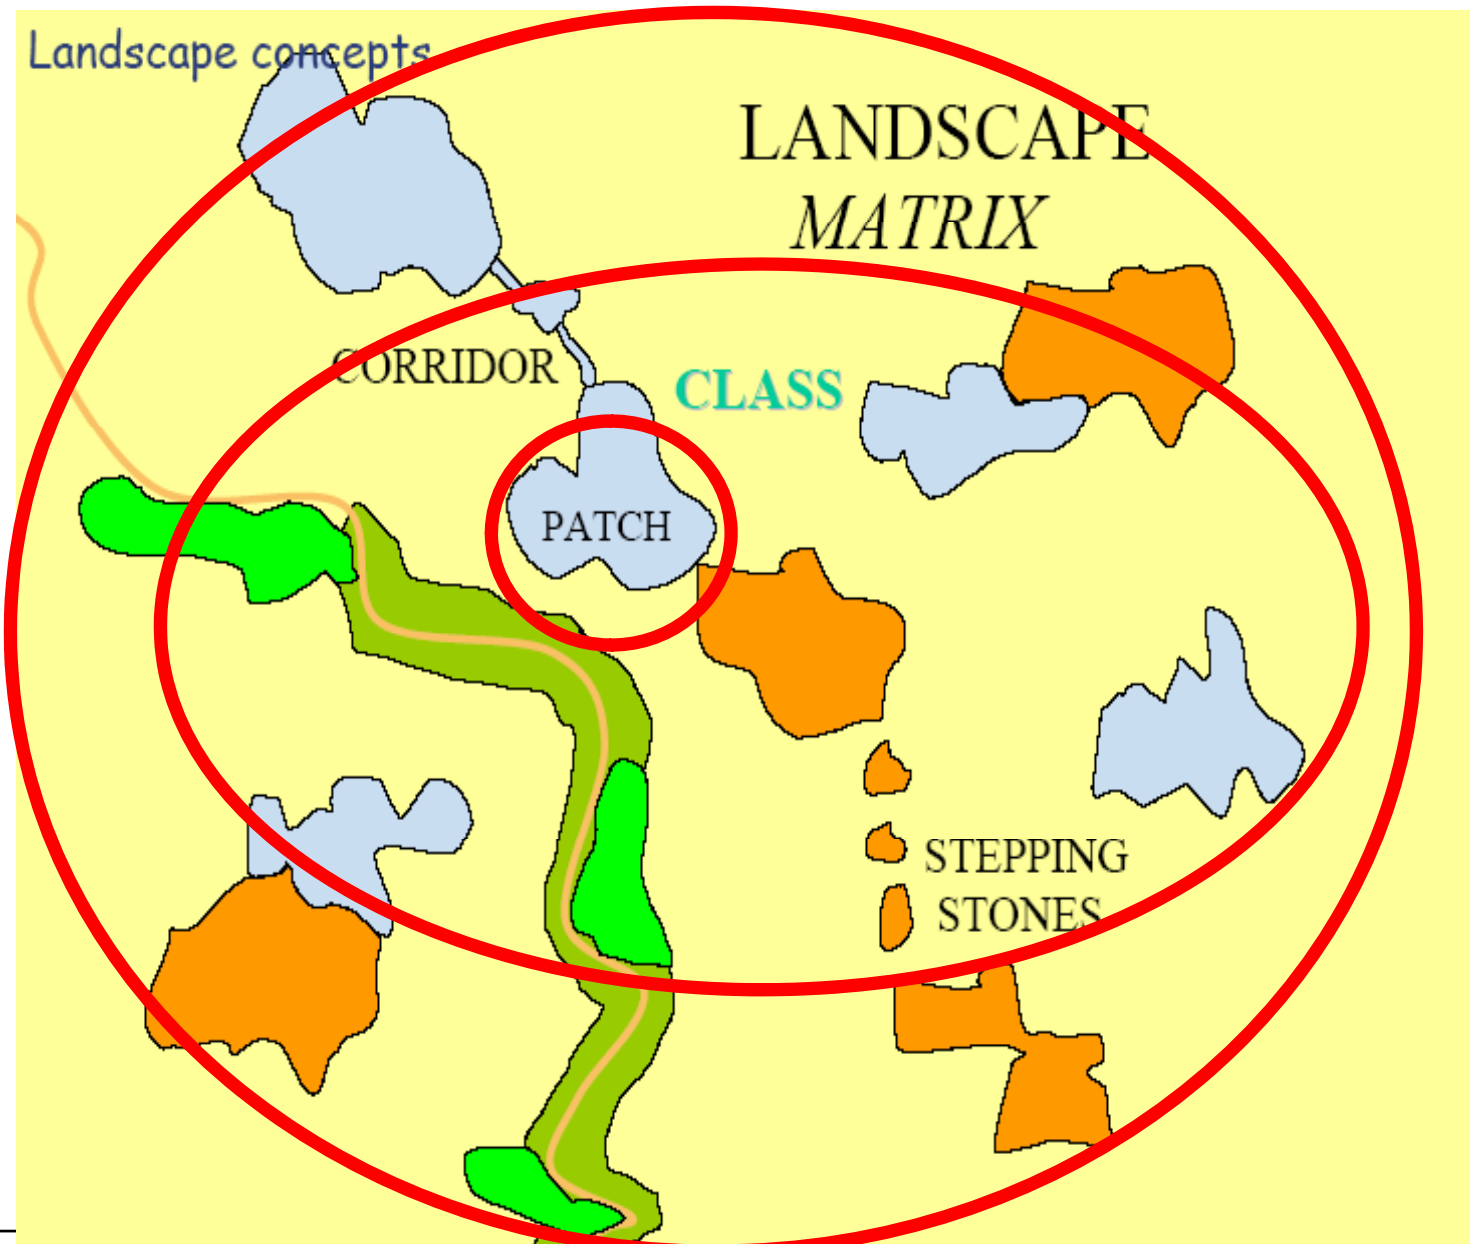 Landscape concepts
LANDSCAPE
MATRIX
CORRIDOR
CLASS
PATCH
STEPPING
STONES